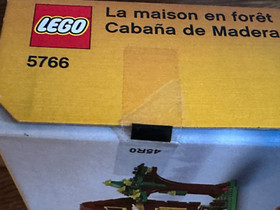 LEGO
La maison en forêt
Cabaña de Madera
5766
45R0